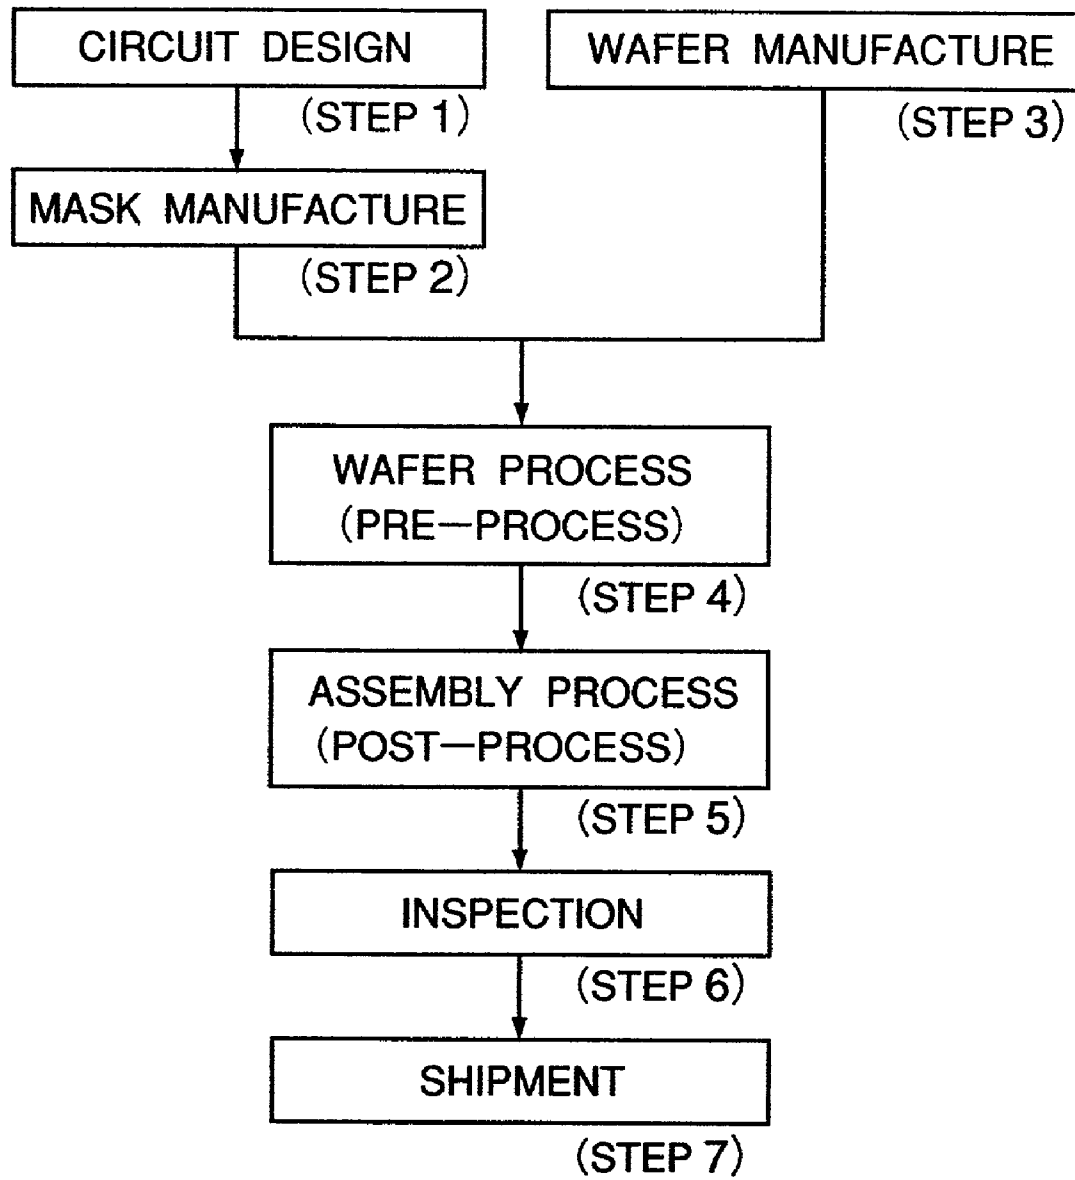 CIRCUIT DESIGN
(STEP 1)
WAFER MANUFACTURE
(STEP 3)
MASK MANUFACTURE
(STEP 2)
WAFER PROCESS
(PRE—PROCESS)
(STEP 4)
ASSEMBLY PROCESS
(POST—PROCESS)
(STEP 5)
INSPECTION
(STEP 6)
SHIPMENT
(STEP 7)